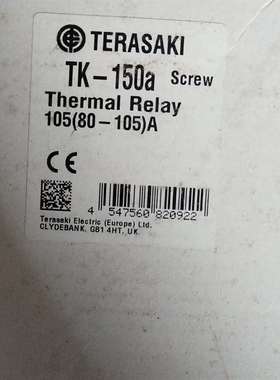 TERASAKI
TK-150a Screw
Thermal Relay
105(80-105)A
CE
4 547560 820922
Terasaki Electric (Europe) Ltd.
CLYDEBANK, G81 4HT, UK